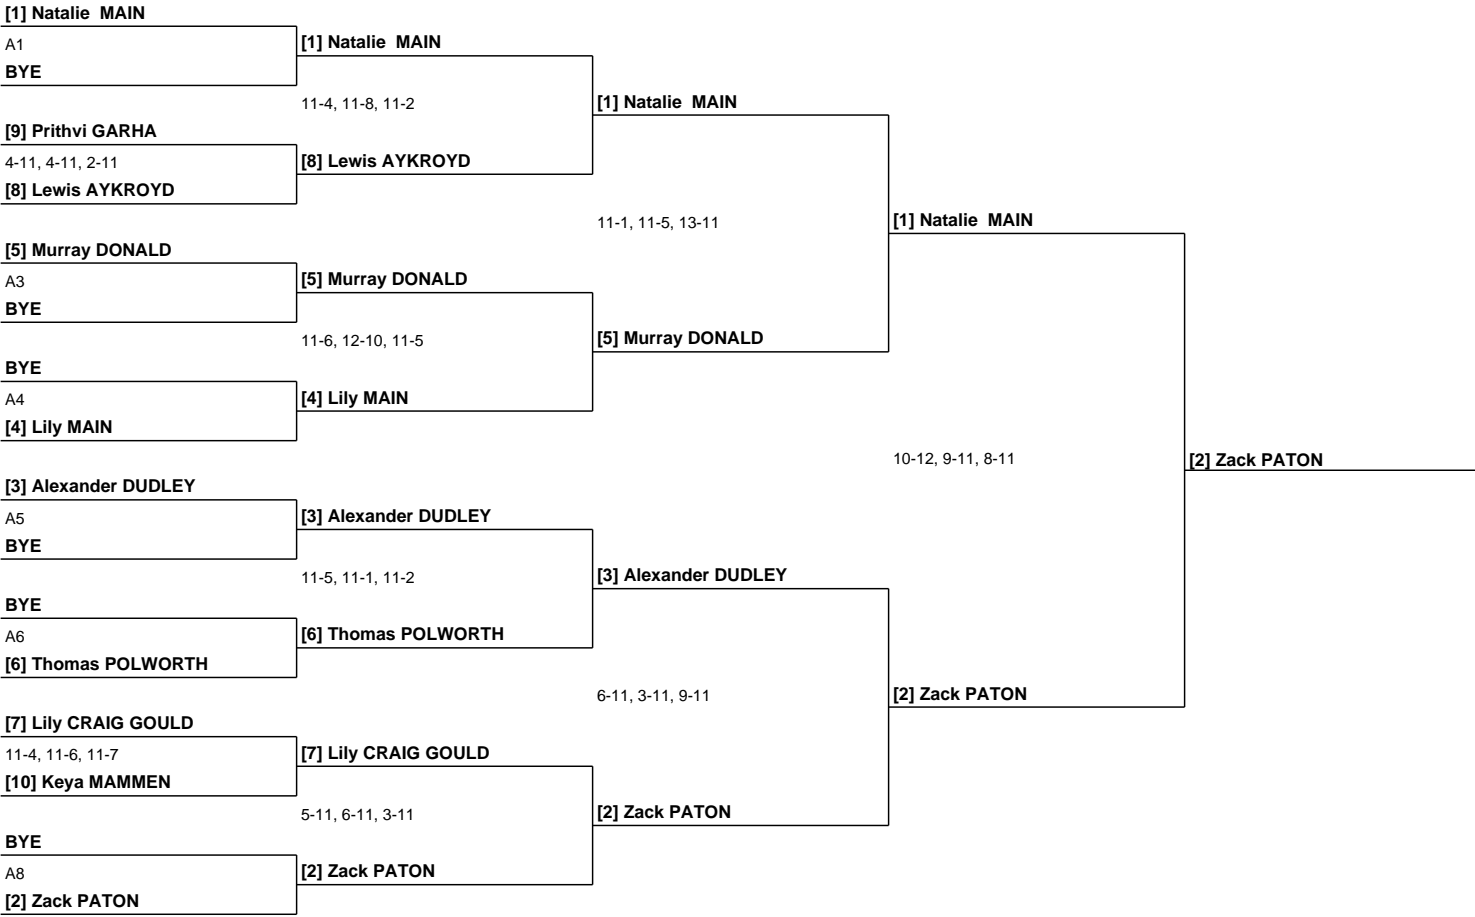 [1] Natalie  MAIN
A1
BYE
[9] Prithvi GARHA
4-11, 4-11, 2-11
[8] Lewis AYKROYD
[5] Murray DONALD
A3
BYE
BYE
A4
[4] Lily MAIN
[3] Alexander DUDLEY
A5
BYE
BYE
A6
[6] Thomas POLWORTH
[7] Lily CRAIG GOULD
11-4, 11-6, 11-7
[10] Keya MAMMEN
BYE
A8
[2] Zack PATON
[1] Natalie  MAIN
11-4, 11-8, 11-2
[8] Lewis AYKROYD
[5] Murray DONALD
11-6, 12-10, 11-5
[4] Lily MAIN
[3] Alexander DUDLEY
11-5, 11-1, 11-2
[6] Thomas POLWORTH
[7] Lily CRAIG GOULD
5-11, 6-11, 3-11
[2] Zack PATON
[1] Natalie  MAIN
11-1, 11-5, 13-11
[5] Murray DONALD
[3] Alexander DUDLEY
6-11, 3-11, 9-11
[2] Zack PATON
[1] Natalie  MAIN
10-12, 9-11, 8-11
[2] Zack PATON
[2] Zack PATON